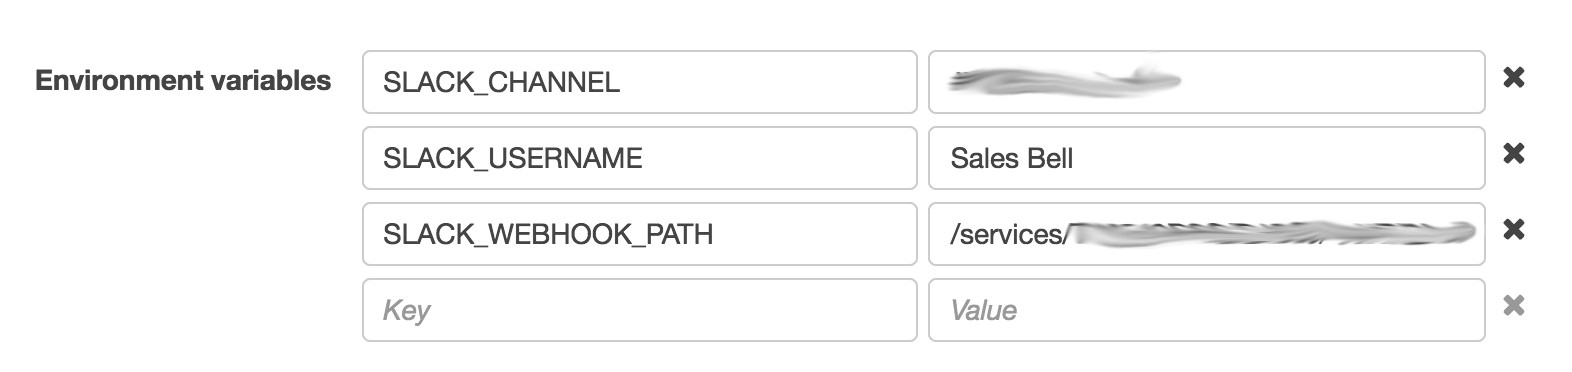 Environment variables
SLACK_CHANNEL
SLACK_USERNAME Sales Bell
SLACK_WEBHOOK_PATH /services/
Key Value